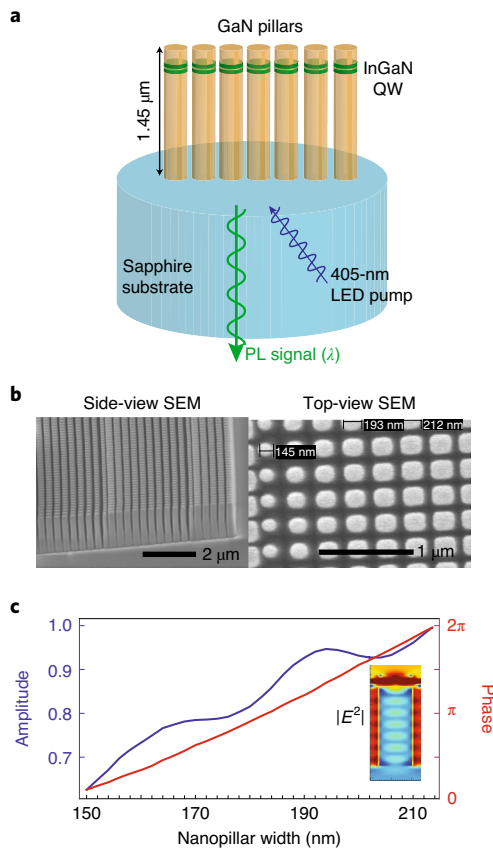 a
GaN pillars
1.45 μm
InGaN
QW
Sapphire
substrate
405-nm
LED pump
PL signal (λ)
b
Side-view SEM
Top-view SEM
193 nm
212 nm
145 nm
2 μm
1 μm
c
1.0
0.9
0.8
0.7
Amplitude
2π
π
0
Phase
|E²|
150
170
190
210
Nanopillar width (nm)